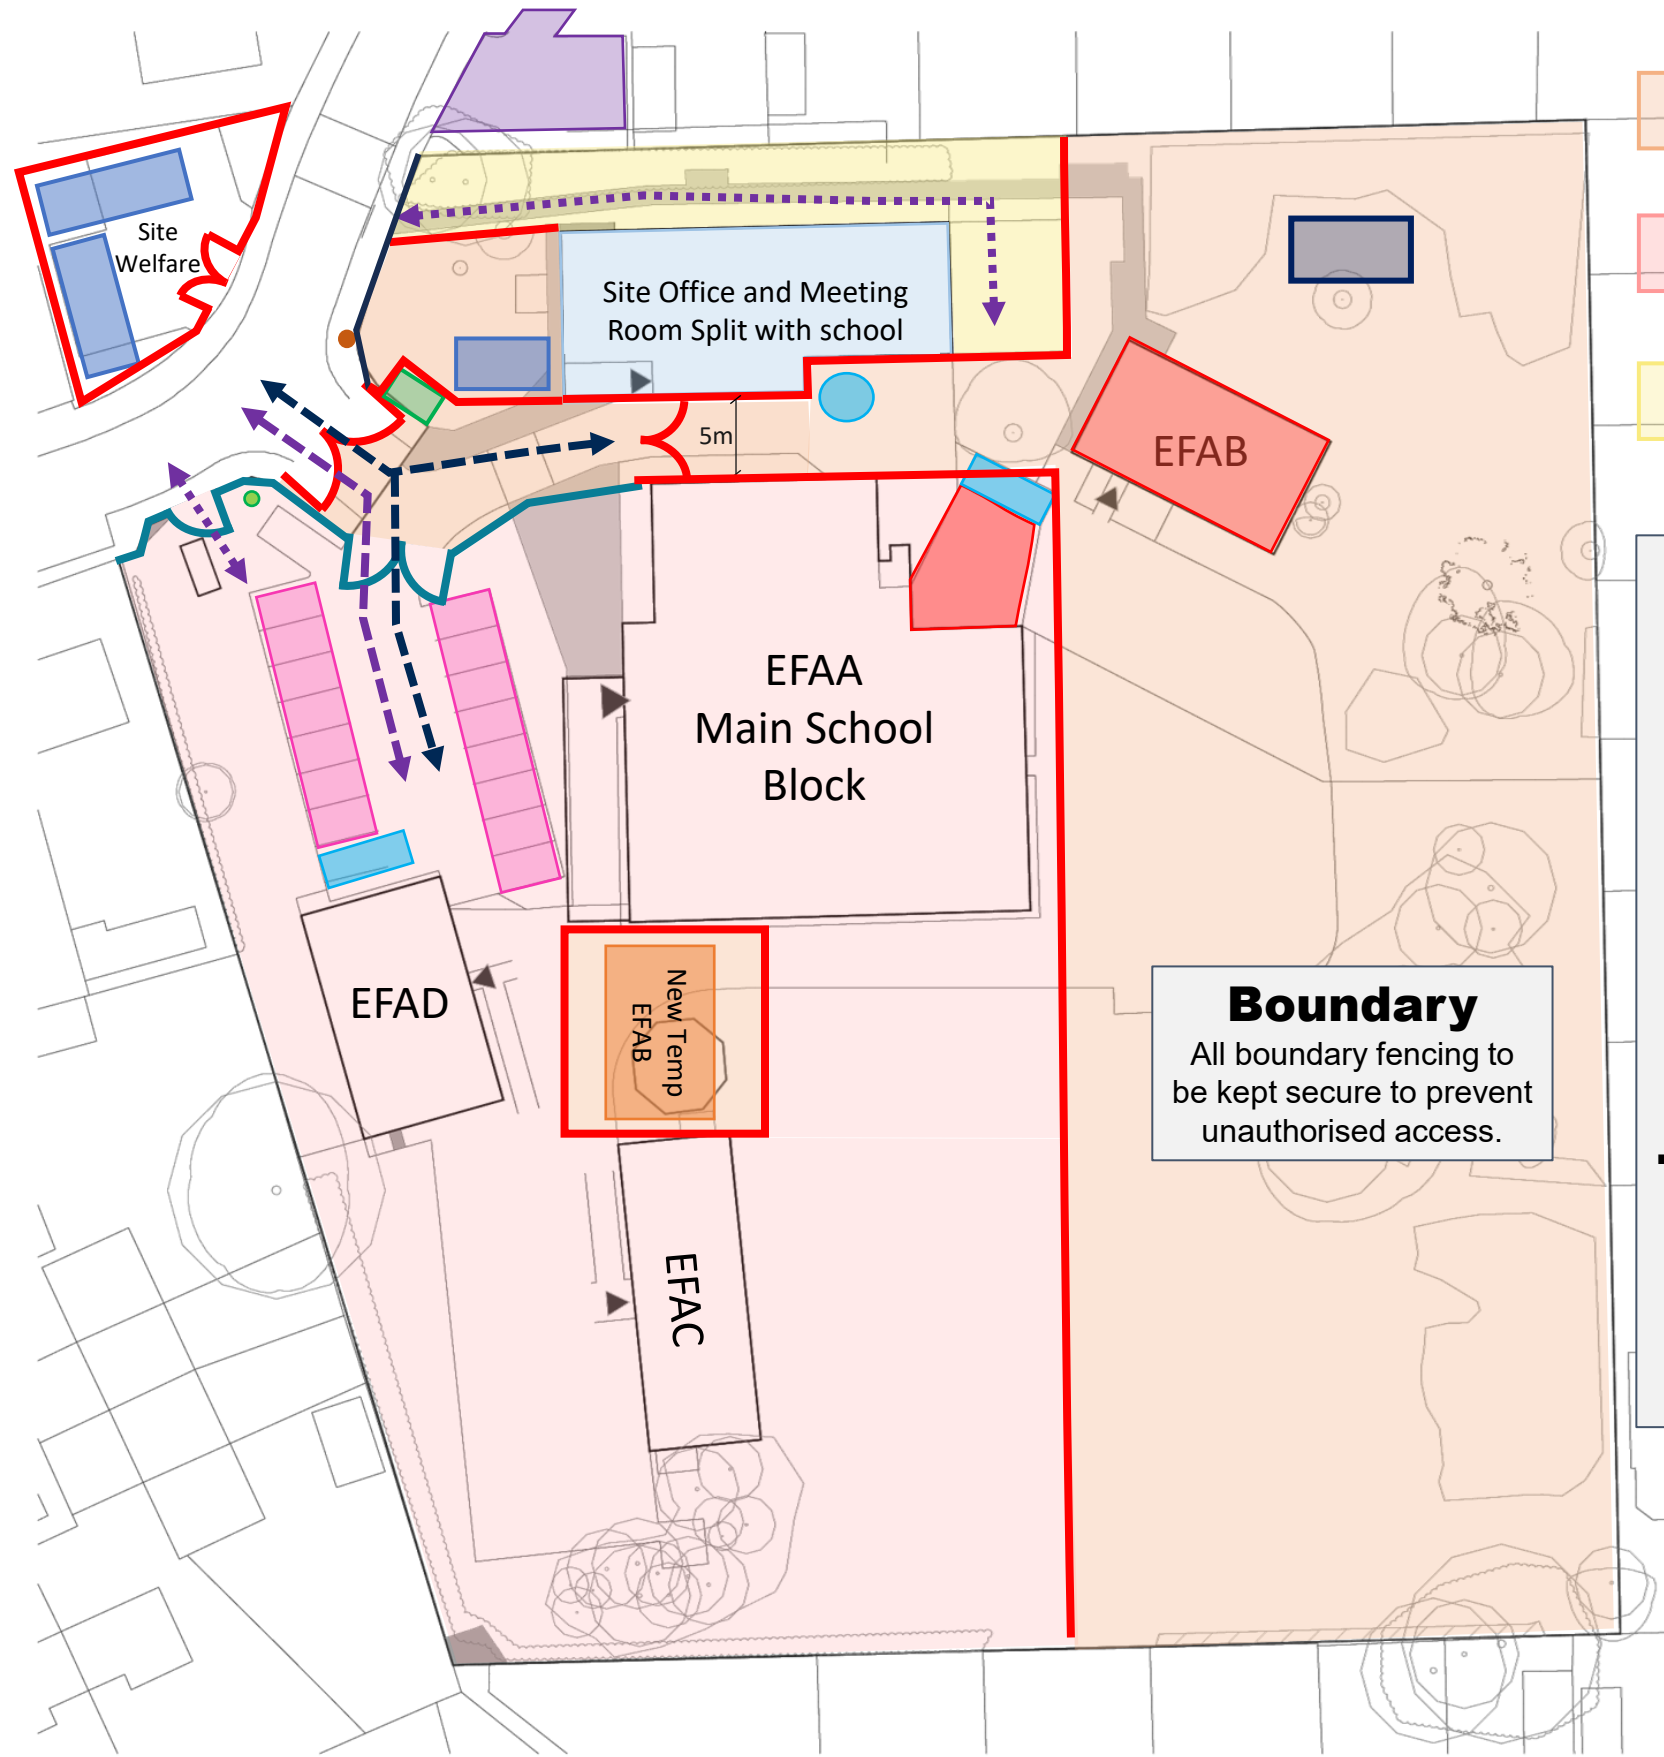 Site
Welfare
Site Office and Meeting
Room Split with school
5m
EFAB
EFAA
Main School
Block
EFAD
New Temp
EFAB
Boundary
All boundary fencing to
be kept secure to prevent
unauthorised access.
EFAC